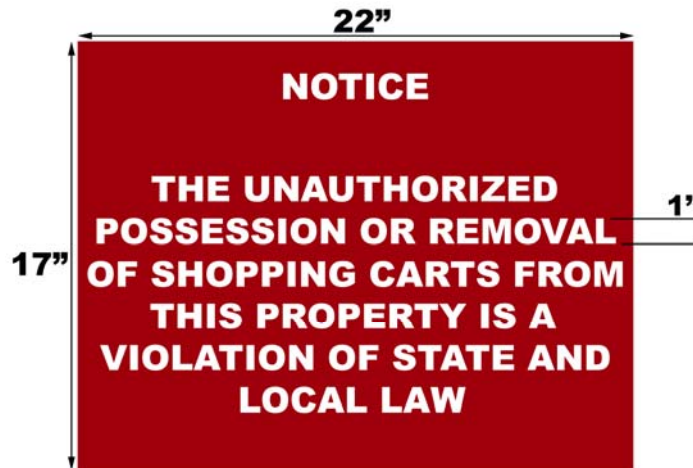 22”
NOTICE
THE UNAUTHORIZED
1”
POSSESSION OR REMOVAL
17”
OF SHOPPING CARTS FROM
THIS PROPERTY IS A
VIOLATION OF STATE AND
LOCAL LAW